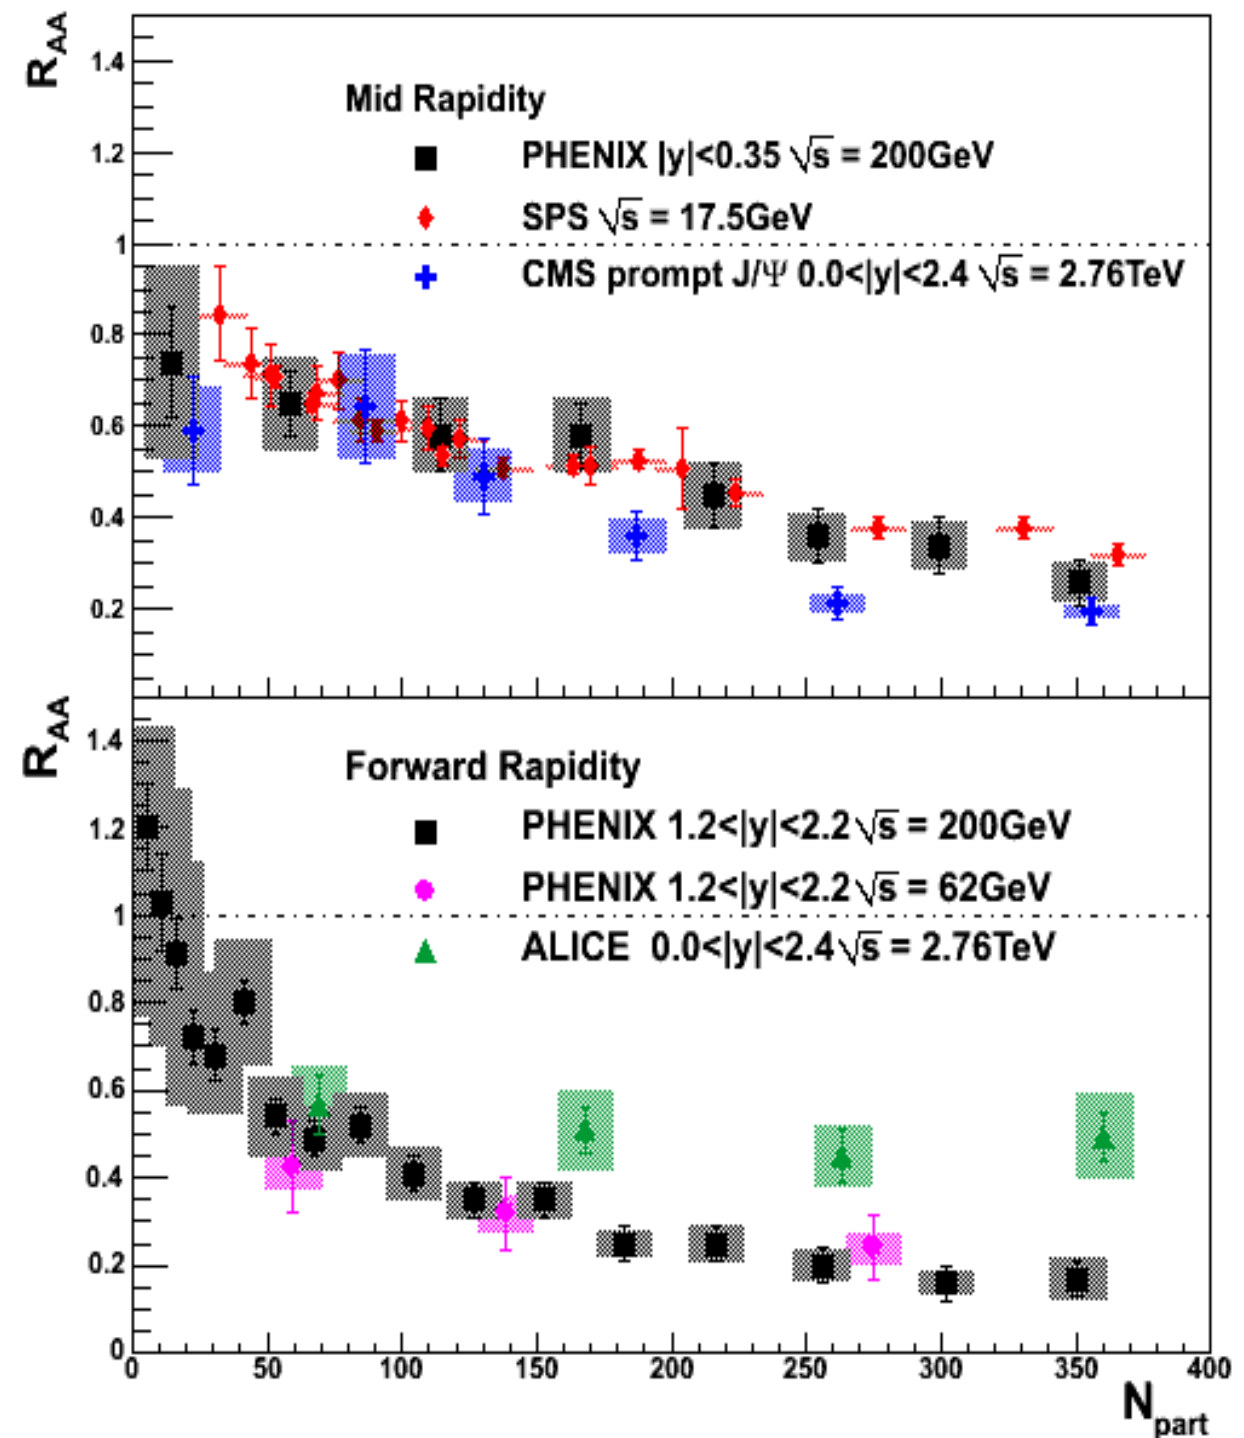 R_AA
1.4
Mid Rapidity
1.2
PHENIX |y|<0.35 √s = 200GeV
SPS √s = 17.5GeV
1
CMS prompt J/Ψ 0.0<|y|<2.4 √s = 2.76TeV
0.8
0.6
0.4
0.2
R_AA
1.4
Forward Rapidity
1.2
PHENIX 1.2<|y|<2.2 √s = 200GeV
PHENIX 1.2<|y|<2.2 √s = 62GeV
1
ALICE 0.0<|y|<2.4 √s = 2.76TeV
0.8
0.6
0.4
0.2
0
0 50 100 150 200 250 300 350 400
N_part